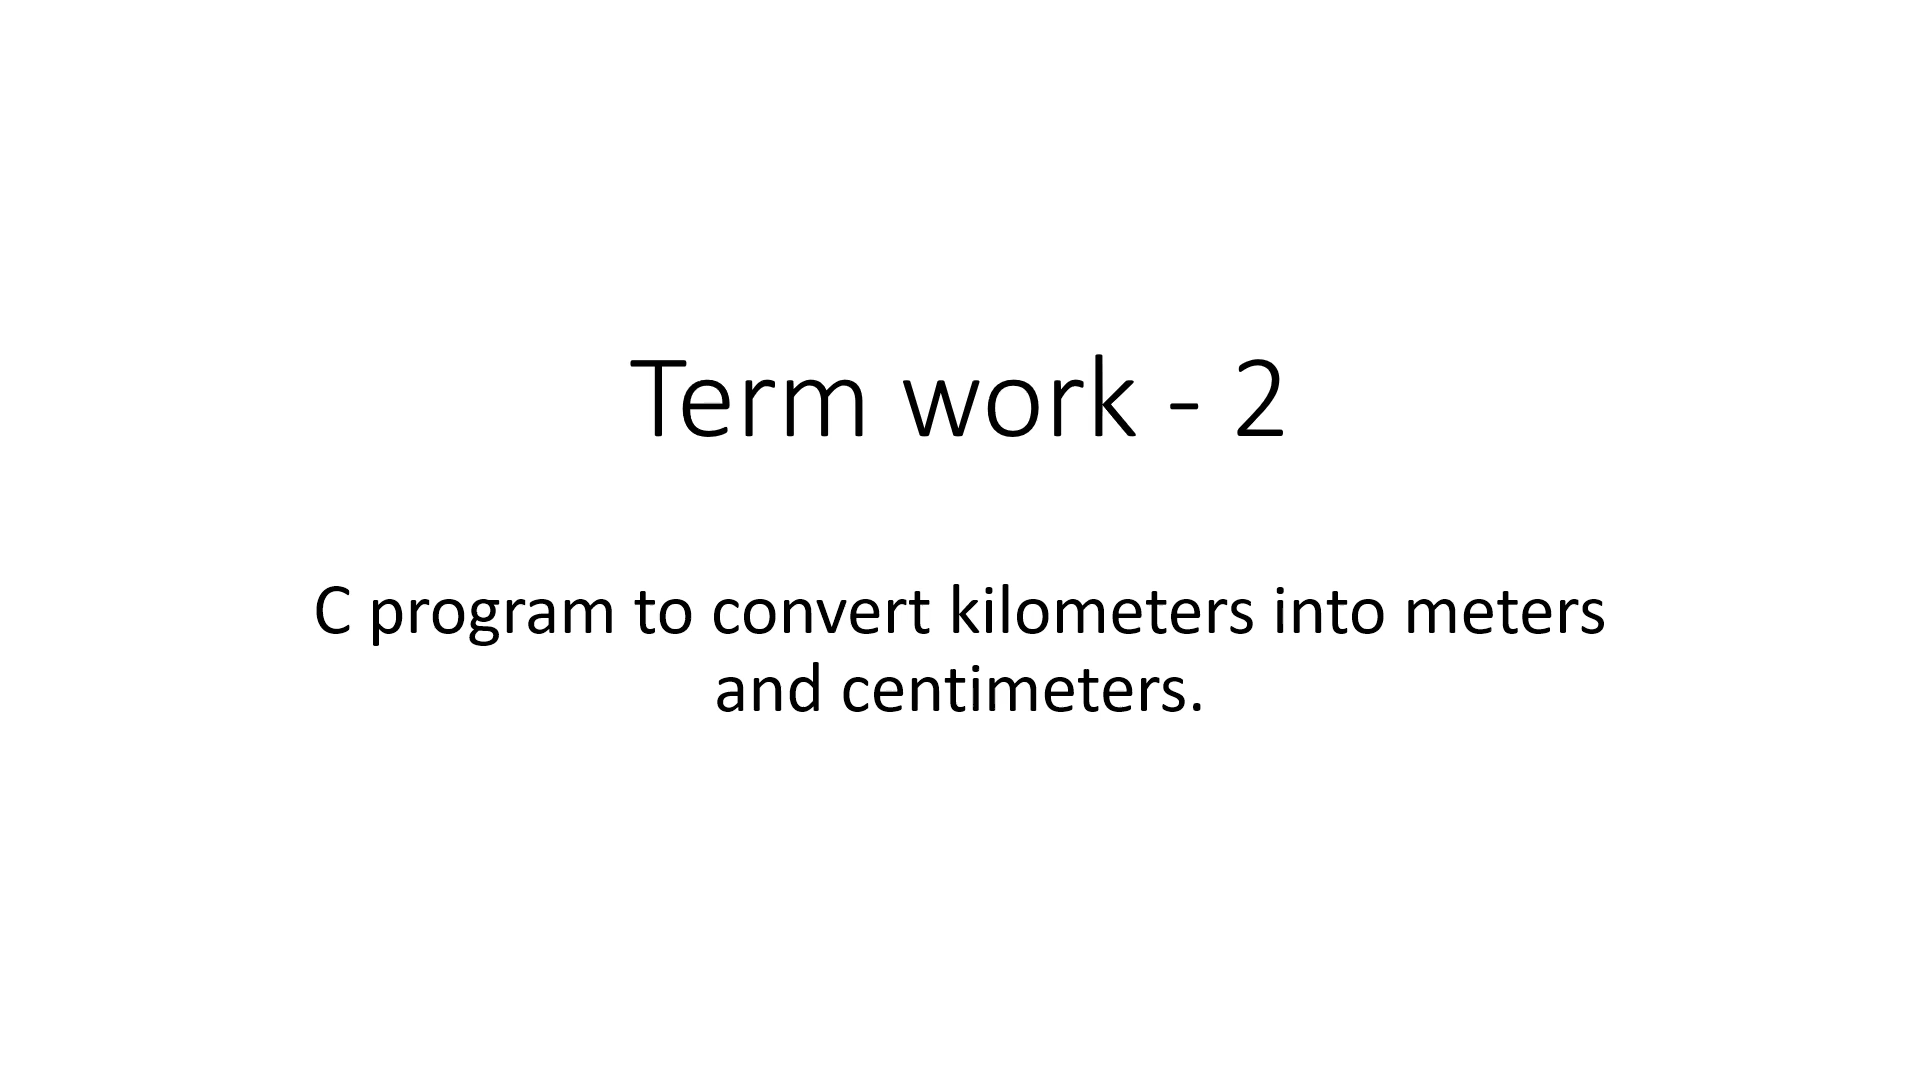 Term work - 2
C program to convert kilometers into meters
and centimeters.